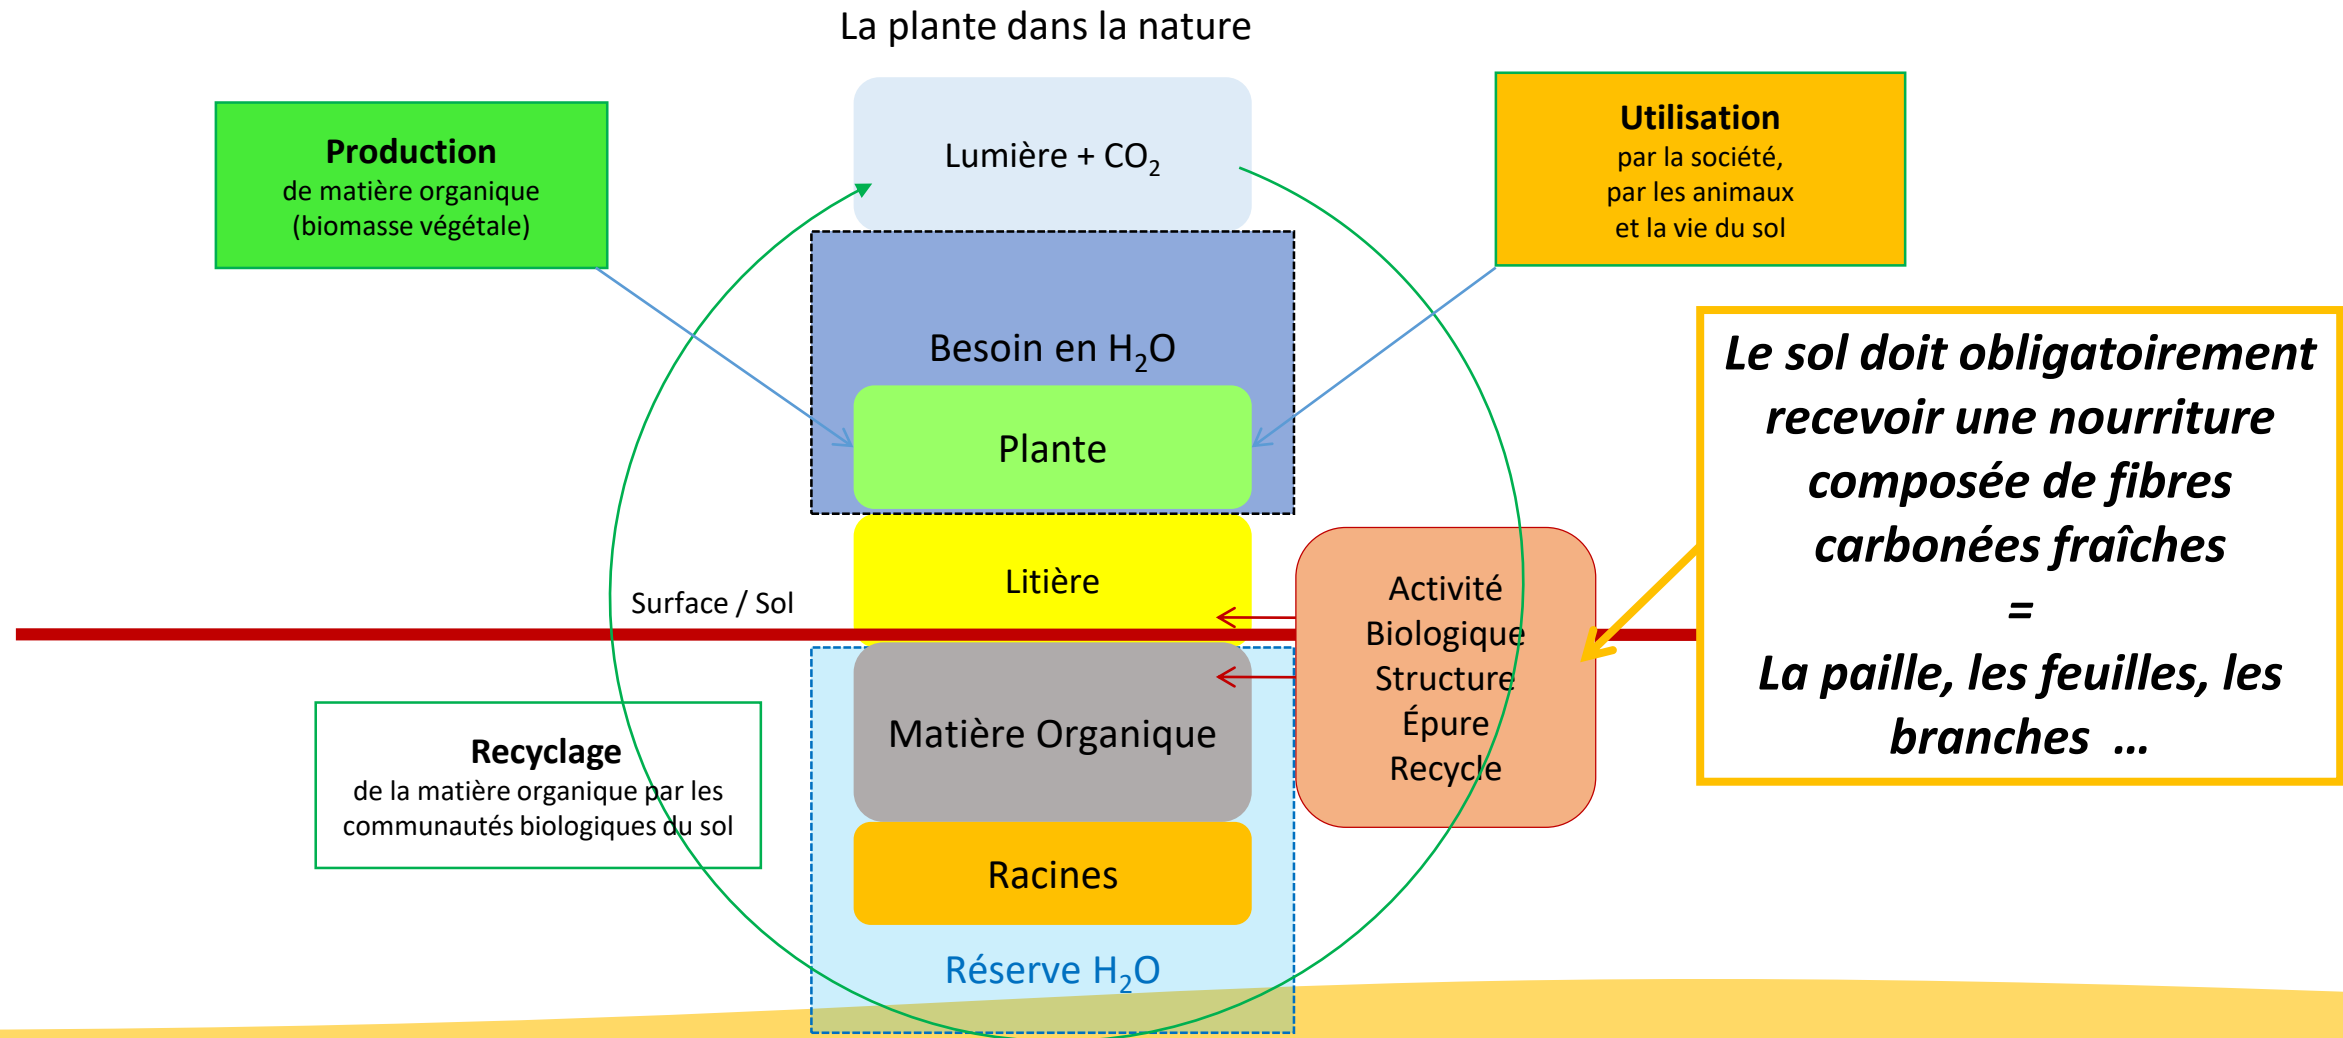 La plante dans la nature
Production
de matière organique
(biomasse végétale)
Lumière + CO₂
Utilisation
par la société,
par les animaux
et la vie du sol
Besoin en H₂O
Plante
Le sol doit obligatoirement
recevoir une nourriture
composée de fibres
carbonées fraîches
=
La paille, les feuilles, les
branches …
Litière
Surface / Sol
Activité
Biologique
Structure
Épure
Recycle
Matière Organique
Recyclage
de la matière organique par les
communautés biologiques du sol
Racines
Réserve H₂O